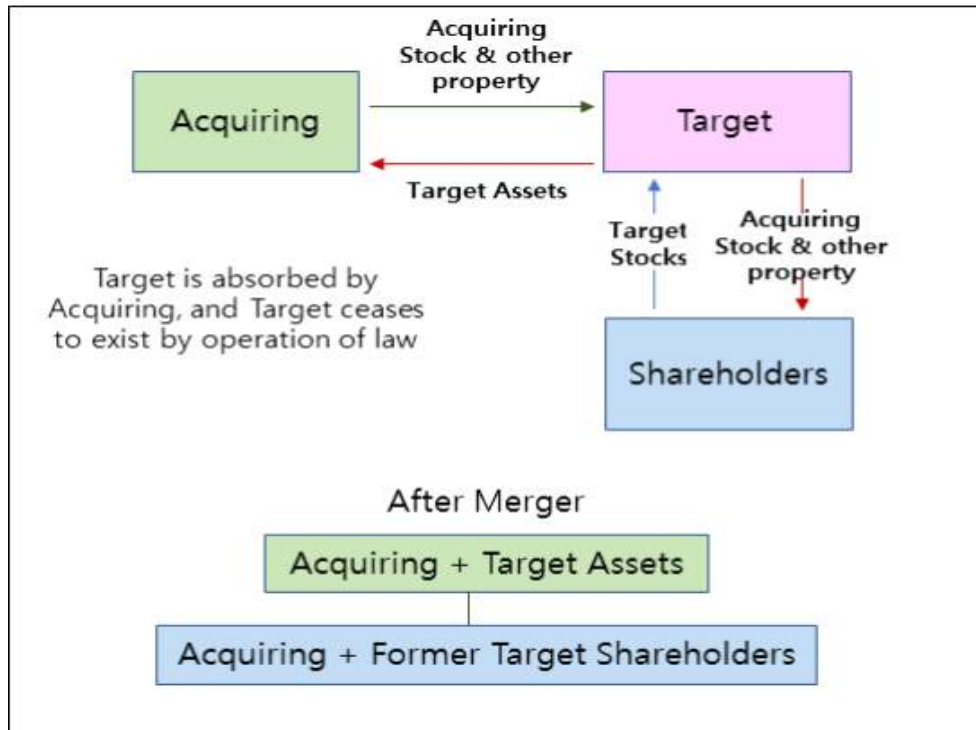 Acquiring
Stock & other
property
Acquiring
Target
Target Assets
Target
Stocks
Acquiring
Stock & other
property
Target is absorbed by
Acquiring, and Target ceases
to exist by operation of law
Shareholders
After Merger
Acquiring + Target Assets
Acquiring + Former Target Shareholders